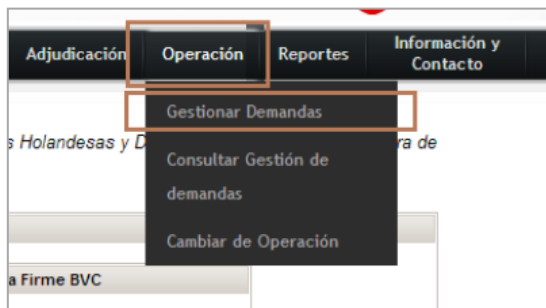 Adjudicación Operación Reportes Información y
Contacto
Gestionar Demandas
s Holandesas y D ra de
Consultar Gestión de
demandas
Cambiar de Operación
a Firme BVC